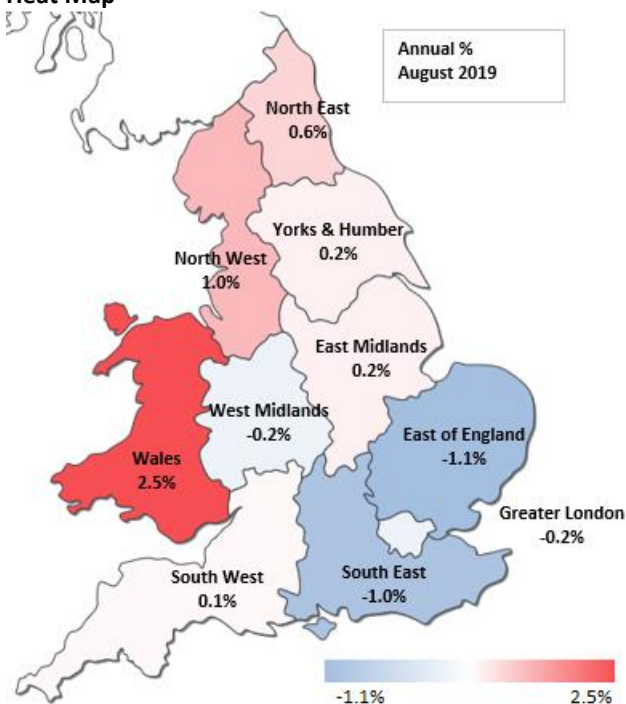 Heat Map
Annual %
August 2019
North East
0.6%
Yorks & Humber
0.2%
North West
1.0%
East Midlands
0.2%
West Midlands
-0.2%
East of England
-1.1%
Wales
2.5%
Greater London
-0.2%
South West
0.1%
South East
-1.0%
-1.1%
2.5%